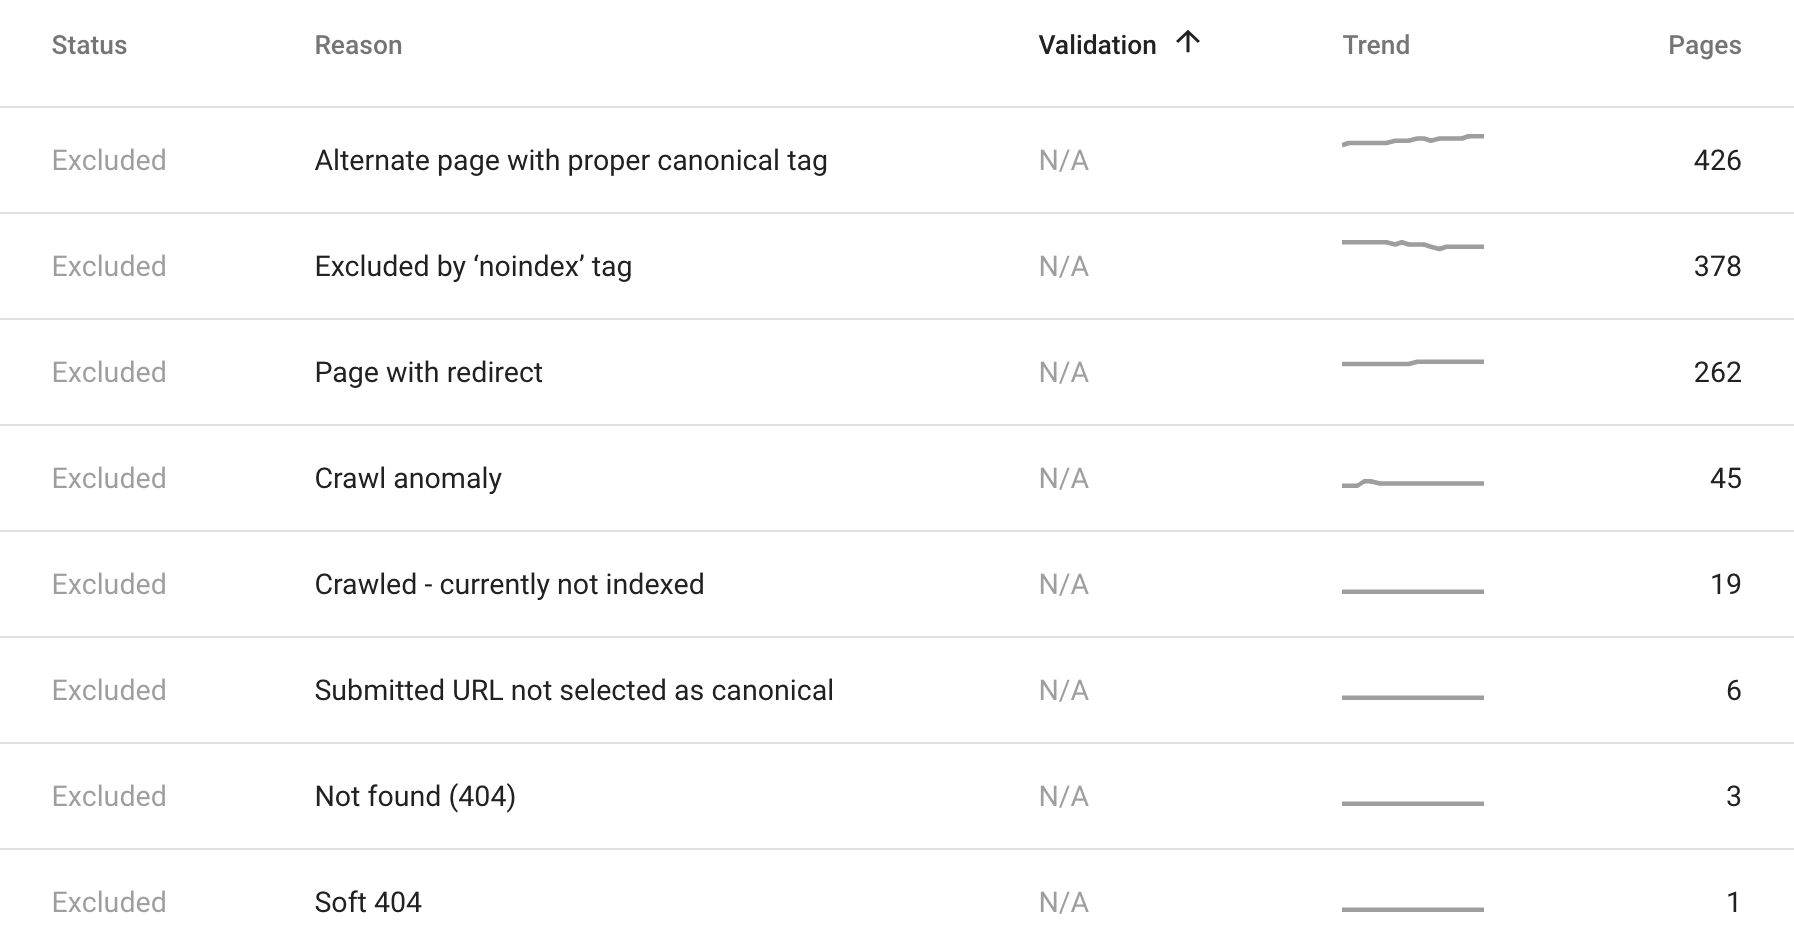 Status Reason Validation Trend Pages
Excluded Alternate page with proper canonical tag N/A 426
Excluded Excluded by ‘noindex’ tag N/A 378
Excluded Page with redirect N/A 262
Excluded Crawl anomaly N/A 45
Excluded Crawled - currently not indexed N/A 19
Excluded Submitted URL not selected as canonical N/A 6
Excluded Not found (404) N/A 3
Excluded Soft 404 N/A 1